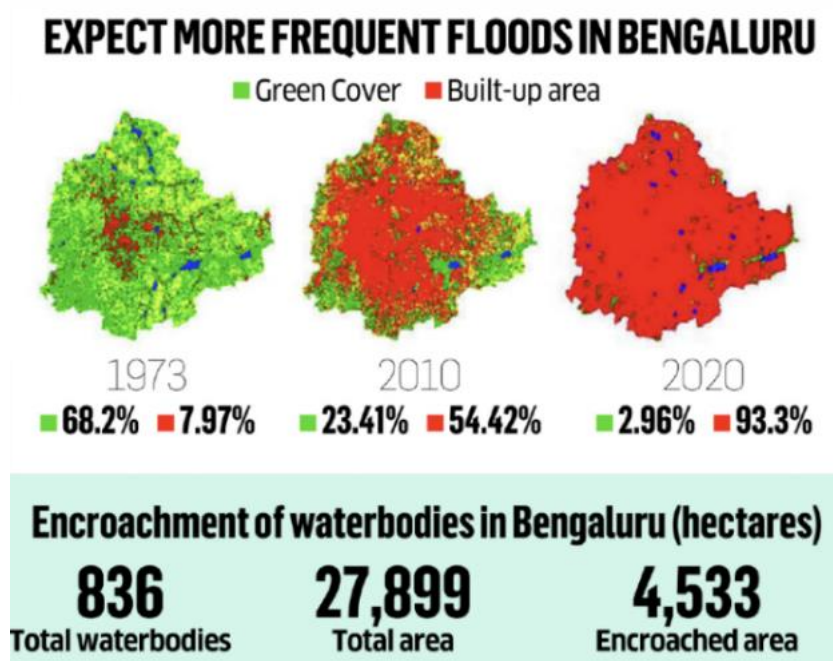 EXPECT MORE FREQUENT FLOODS IN BENGALURU
Green Cover Built-up area
1973 2010 2020
68.2% 7.97% 23.41% 54.42% 2.96% 93.3%
Encroachment of waterbodies in Bengaluru (hectares)
836 27,899 4,533
Total waterbodies Total area Encroached area